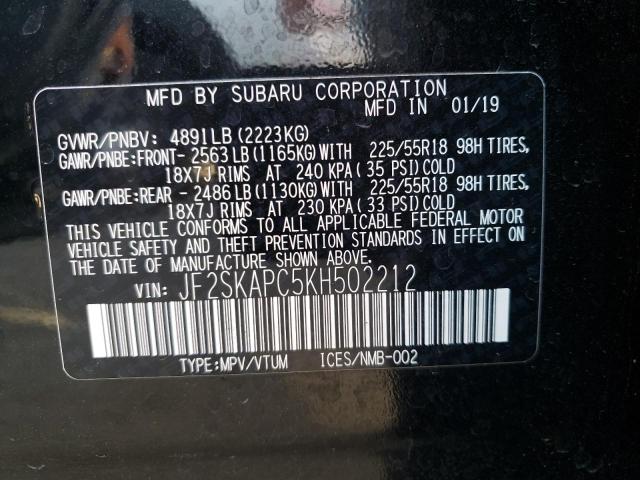 MFD BY SUBARU CORPORATION
MFD IN 01/19
GVWR/PNBV: 4891LB (2223KG)
GAWR/PNBE:FRONT- 2563 LB (1165KG) WITH 225/55R18 98H TIRES,
18X7J RIMS AT 240 KPA ( 35 PSI) COLD
GAWR/PNBE:REAR - 2486 LB (1130KG) WITH 225/55R18 98H TIRES,
18X7J RIMS AT 230 KPA ( 33 PSI) COLD
THIS VEHICLE CONFORMS TO ALL APPLICABLE FEDERAL MOTOR
VEHICLE SAFETY AND THEFT PREVENTION STANDARDS IN EFFECT ON
THE DATE OF MANUFACTURE SHOWN ABOVE.
VIN: JF2SKAPC5KH502212
TYPE:MPV/VTUM ICES/NMB-002